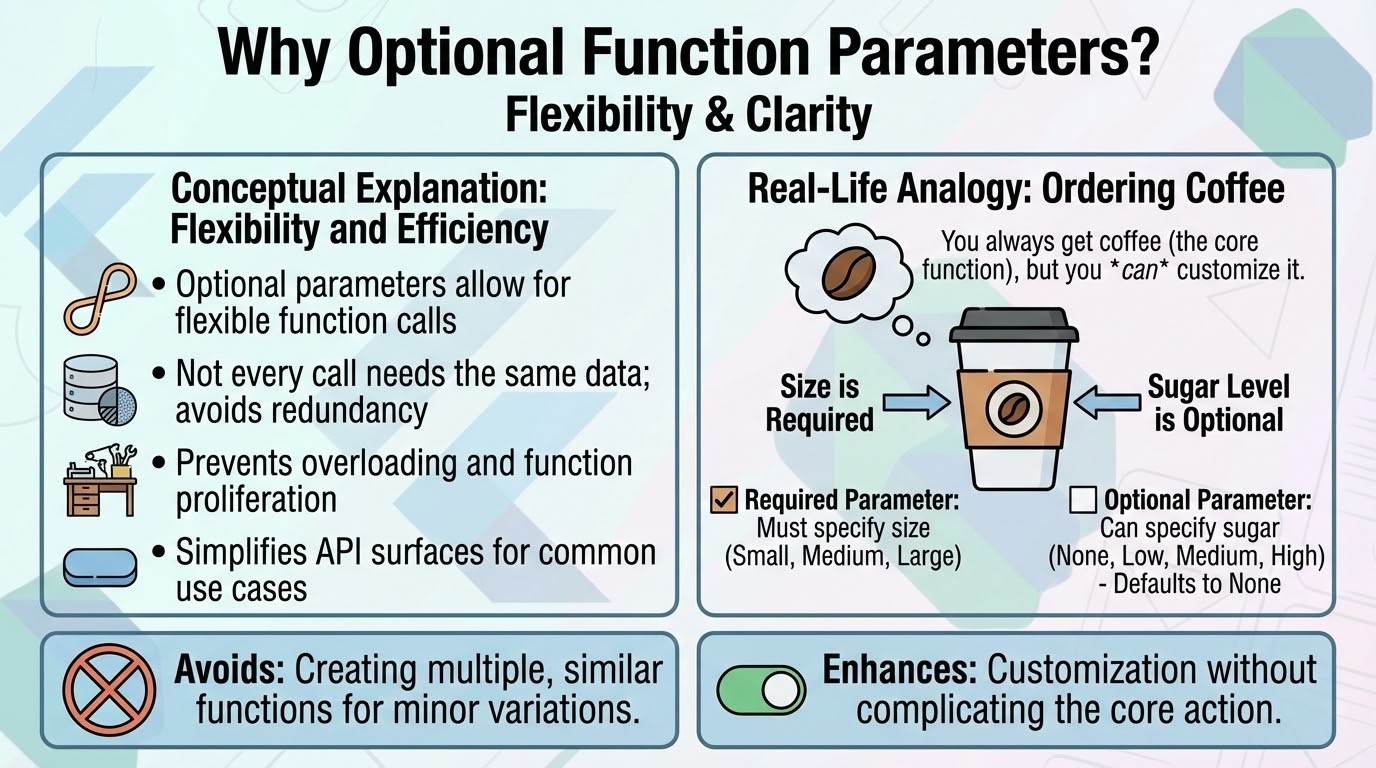 Why Optional Function Parameters?
Flexibility & Clarity
Conceptual Explanation:
Flexibility and Efficiency
• Optional parameters allow for
flexible function calls
• Not every call needs the same data;
avoids redundancy
• Prevents overloading and function
proliferation
• Simplifies API surfaces for common
use cases
Real-Life Analogy: Ordering Coffee
You always get coffee (the core
function), but you *can* customize it.
Size is
Required
Sugar Level
is Optional
Required Parameter:
Must specify size
(Small, Medium, Large)
Optional Parameter:
Can specify sugar
(None, Low, Medium, High)
- Defaults to None
Avoids: Creating multiple, similar
functions for minor variations.
Enhances: Customization without
complicating the core action.